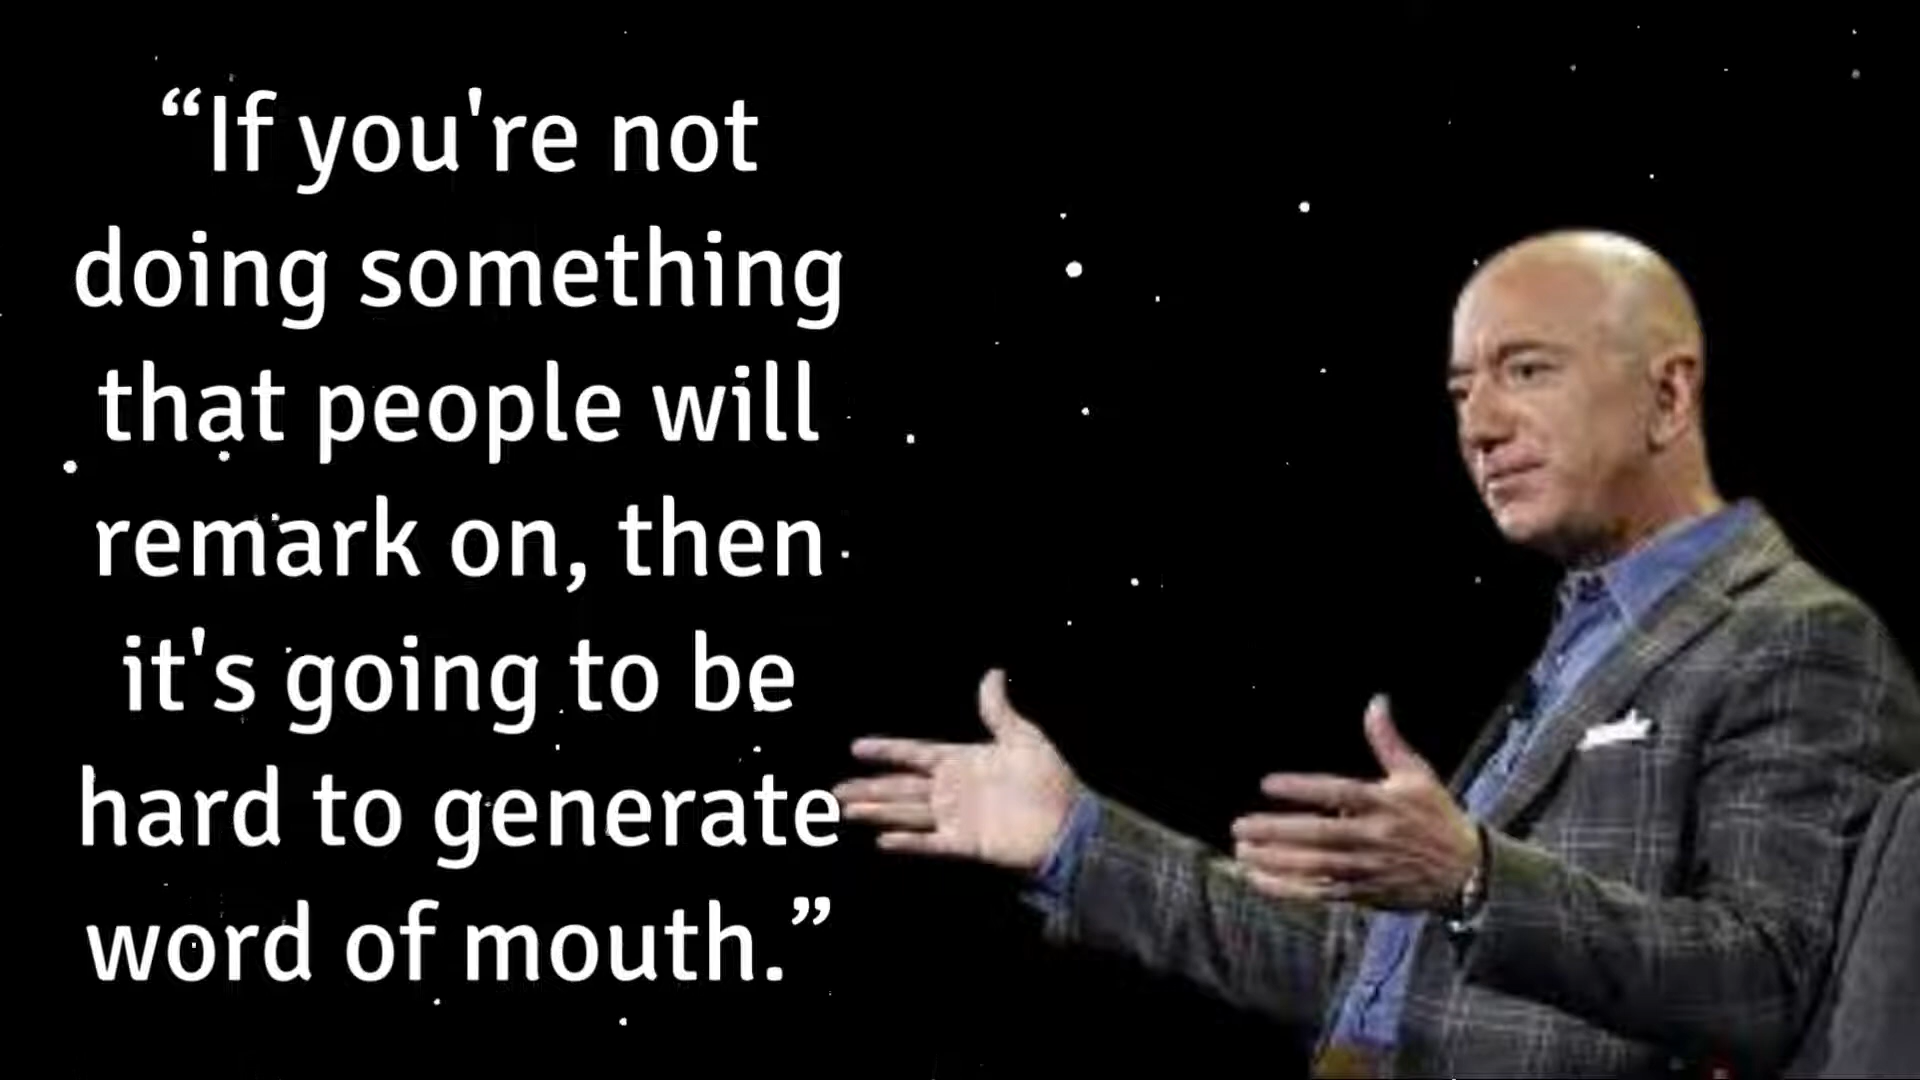 “If you're not
doing something
that people will
remark on, then
it's going to be
hard to generate
word of mouth.”